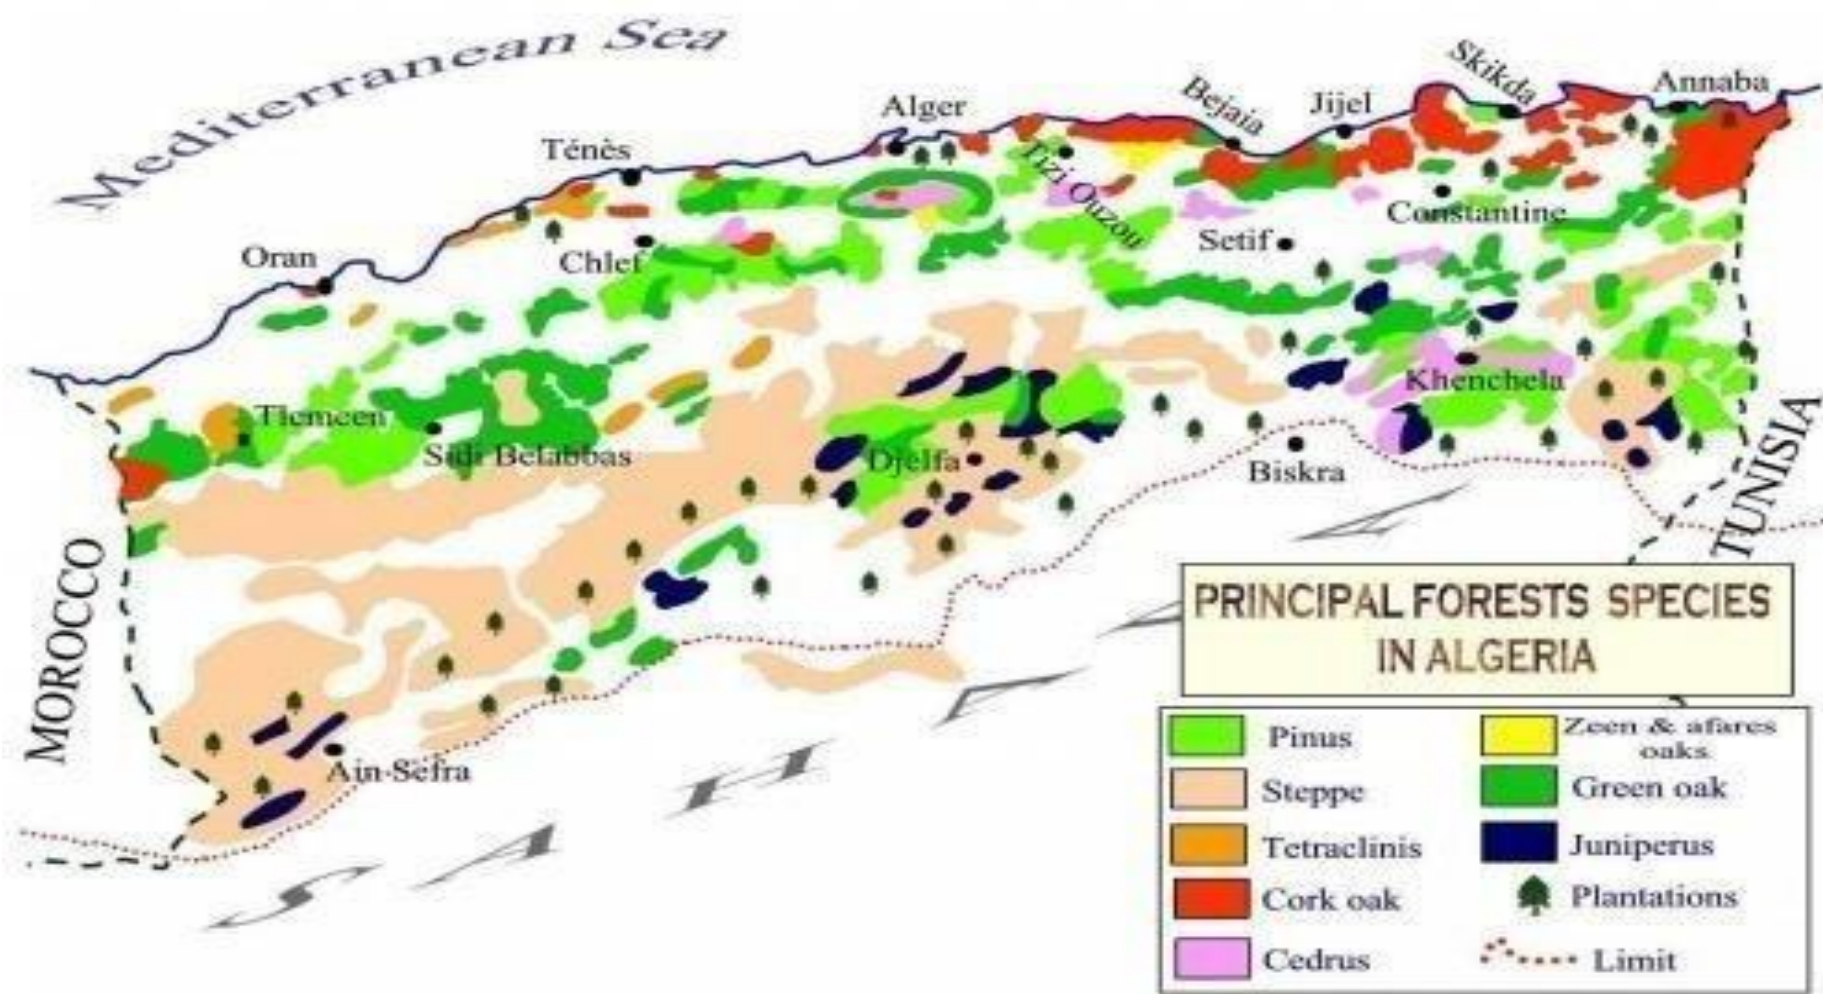 Mediterranean Sea
Skikda
Annaba
Alger
Bejaia
Jijel
Ténès
Tizi Ouzou
Constantine
Oran
Chlef
Setif
Tlemeen
Khenchela
Sidi Belabbas
Djelfa
Biskra
MOROCCO
TUNISIA
Ain-Sefra
SAHARA
PRINCIPAL FORESTS SPECIES
IN ALGERIA
Pinus
Steppe
Tetraclinis
Cork oak
Cedrus
Zeen & afares
oaks
Green oak
Juniperus
Plantations
Limit